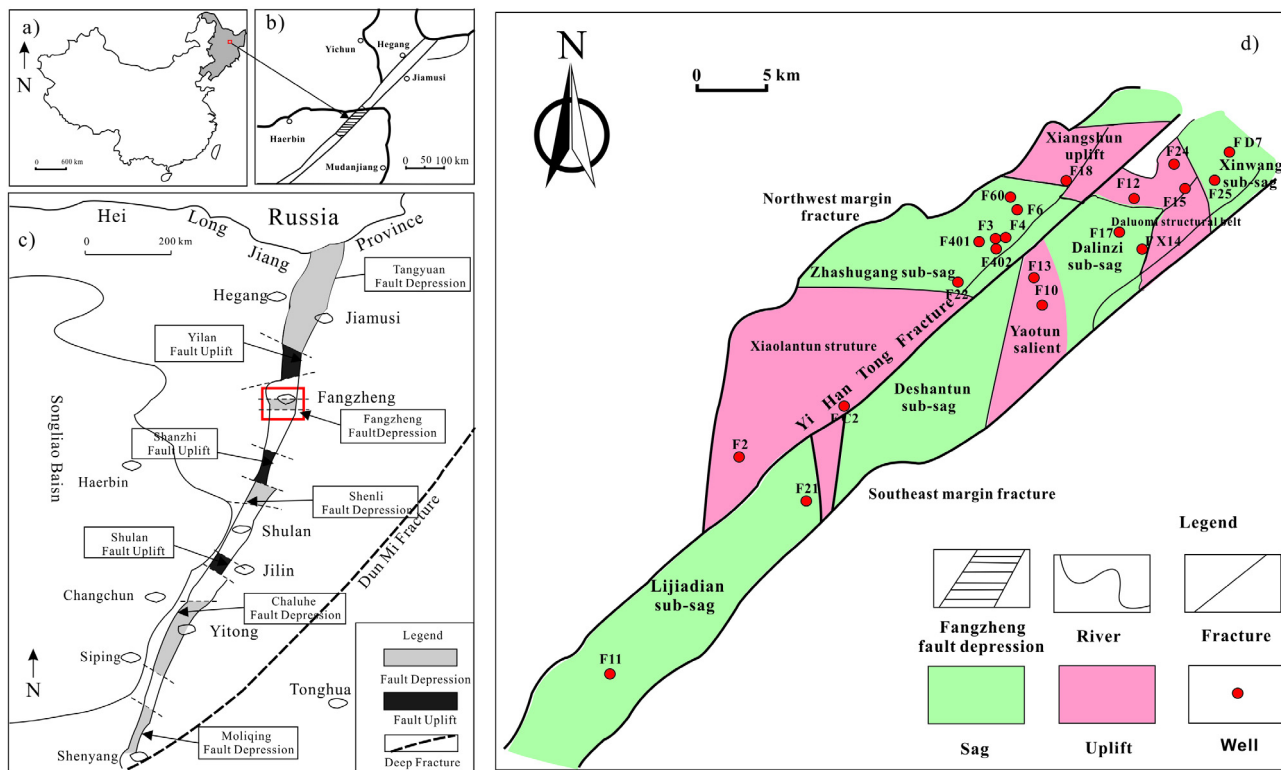 a)
N
0 600 km
b)
Yichun
Hegang
Jiamusi
Haerbin
Mudanjiang
0 50 100 km
c)
Hei Long Jiang Province
Russia
0 200 km
Tangyuan
Fault Depression
Hegang
Jiamusi
Yilan
Fault Uplift
Fangzheng
Fangzheng
FaultDepression
Songliao Baisn
Shanzhi
Fault Uplift
Haerbin
Shenli
Fault Depression
Shulan
Dun Mi Fracture
Shulan
Fault Uplift
Jilin
Changchun
Chaluhe
Fault Depression
Yitong
Siping
N
Tonghua
Moliqing
Fault Depression
Shenyang
Legend
Fault Depression
Fault Uplift
Deep Fracture
d)
N
0 5 km
Xiangshun
uplift
F18
F24
F D7
Xinwang
sub-sag
F25
F12
F15
F60
F6
Northwest margin
fracture
F3
F4
F401
F402
Daluomi structural belt
F17
F X14
Dalinzi
sub-sag
Zhashugang sub-sag
F22
F13
F10
Yaotun
salient
Xiaolantun struture
Yi Han Tong Fracture
Deshantun
sub-sag
F C2
F2
F21
Southeast margin fracture
Lijiadian
sub-sag
F11
Legend
Fangzheng
fault depression
River
Fracture
Sag
Uplift
Well